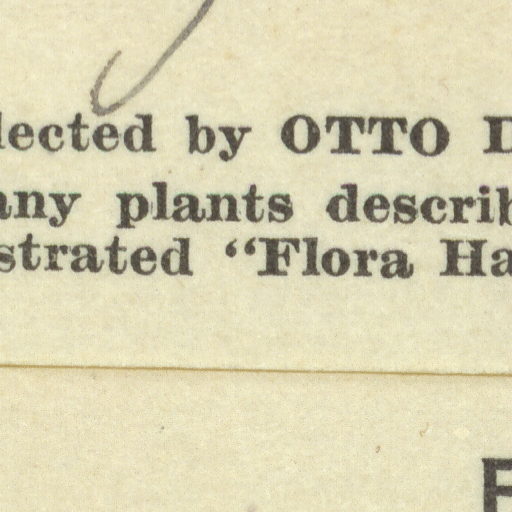 lected by OTTO D
any plants describ
strated “Flora Ha
F